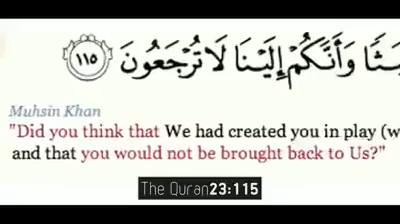 ـبَثًا وَأَنَّكُمْ إِلَيْنَا لَا تُرْجَعُونَ ١١٥
Muhsin Khan
"Did you think that We had created you in play (w
and that you would not be brought back to Us?"
The Quran23:115